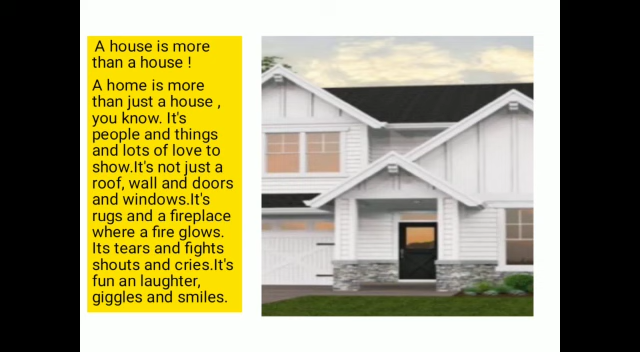 A house is more
than a house !
A home is more
than just a house ,
you know. It's
people and things
and lots of love to
show.It's not just a
roof, wall and doors
and windows.It's
rugs and a fireplace
where a fire glows.
Its tears and fights
shouts and cries.It's
fun an laughter,
giggles and smiles.